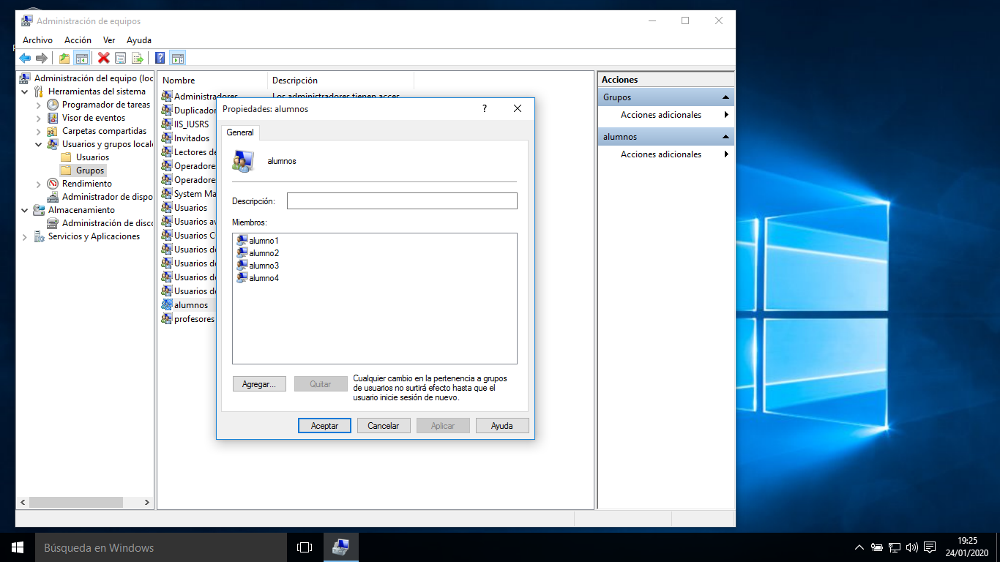 Administración de equipos
Archivo Acción Ver Ayuda
Administración del equipo (loc
Herramientas del sistema
Programador de tareas
Visor de eventos
Carpetas compartidas
Usuarios y grupos local
Usuarios
Grupos
Rendimiento
Administrador de dispo
Almacenamiento
Administración de disc
Servicios y Aplicaciones
Nombre Descripción
Administradores Los administradores tienen acces
Duplicador
IIS_IUSRS
Invitados
Lectores de
Operadore
Operadore
System Ma
Usuarios
Usuarios av
Usuarios C
Usuarios de
Usuarios de
Usuarios de
Usuarios de
alumnos
profesores
Propiedades: alumnos
?
General
alumnos
Descripción:
Miembros:
alumno1
alumno2
alumno3
alumno4
Agregar...
Quitar
Cualquier cambio en la pertenencia a grupos
de usuarios no surtirá efecto hasta que el
usuario inicie sesión de nuevo.
Aceptar Cancelar Aplicar Ayuda
Acciones
Grupos
Acciones adicionales
alumnos
Acciones adicionales
Búsqueda en Windows
19:25
24/01/2020